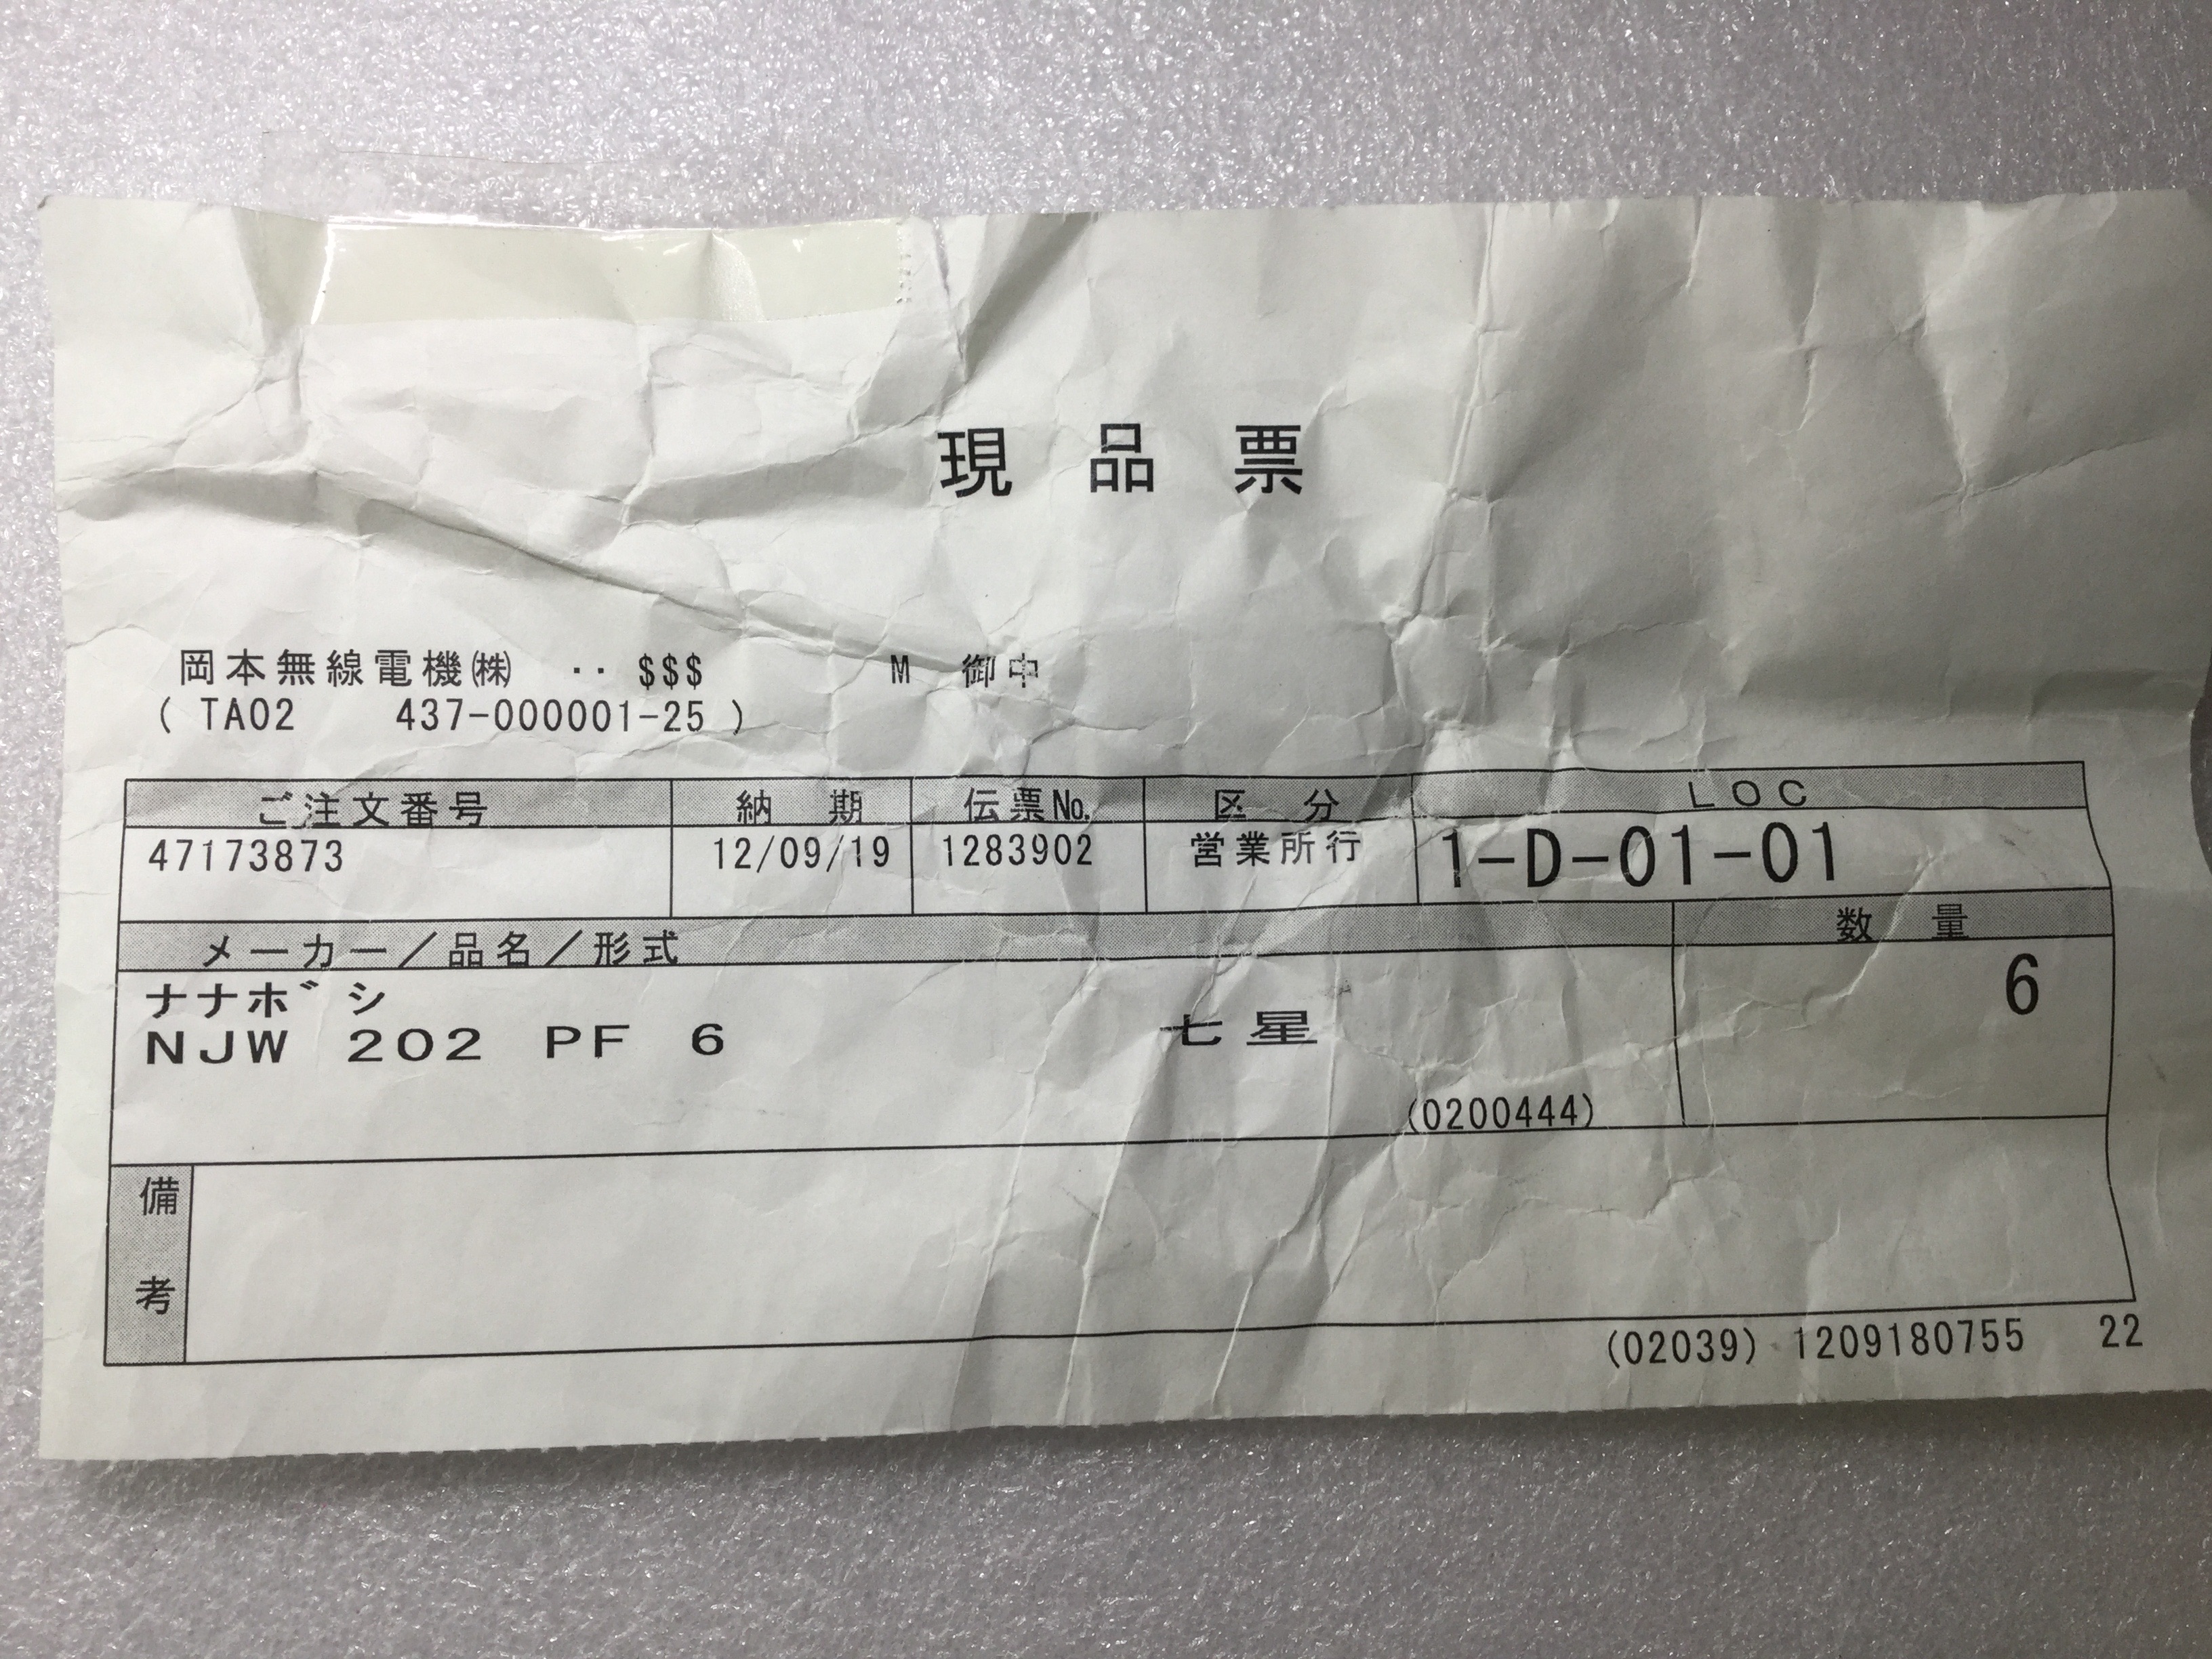 現品票
岡本無線電機㈱ ·· $$$ M 御中
( TA02 437-000001-25 )
ご注文番号 納期 伝票№ 区分 LOC
47173873 12/09/19 1283902 営業所行 1-D-01-01
メーカー／品名／形式 数量
ナナホ゛シ 6
NJW 202 PF 6 七星
(0200444)
備考
(02039) 1209180755 22